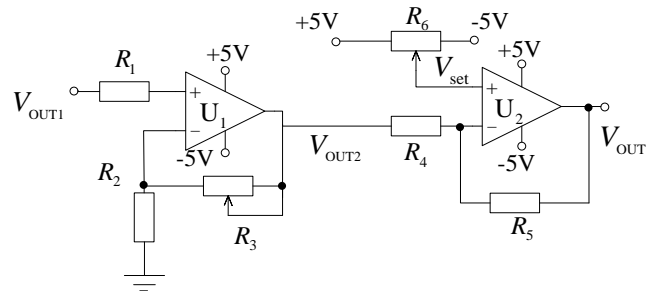 +5V
R6
-5V
R1
+5V
Vset
+5V
VOUT1
+
U1
−
-5V
VOUT2
R4
+
U2
−
-5V
VOUT
R2
R3
R5